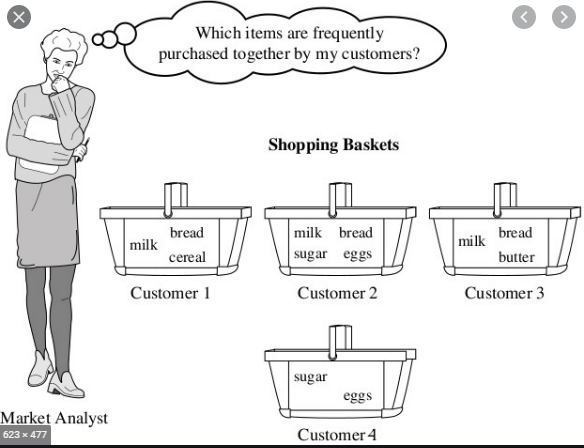 Which items are frequently
purchased together by my customers?
Shopping Baskets
milk bread
cereal
Customer 1
milk bread
sugar eggs
Customer 2
milk bread
butter
Customer 3
sugar
eggs
Customer 4
Market Analyst
623 × 477